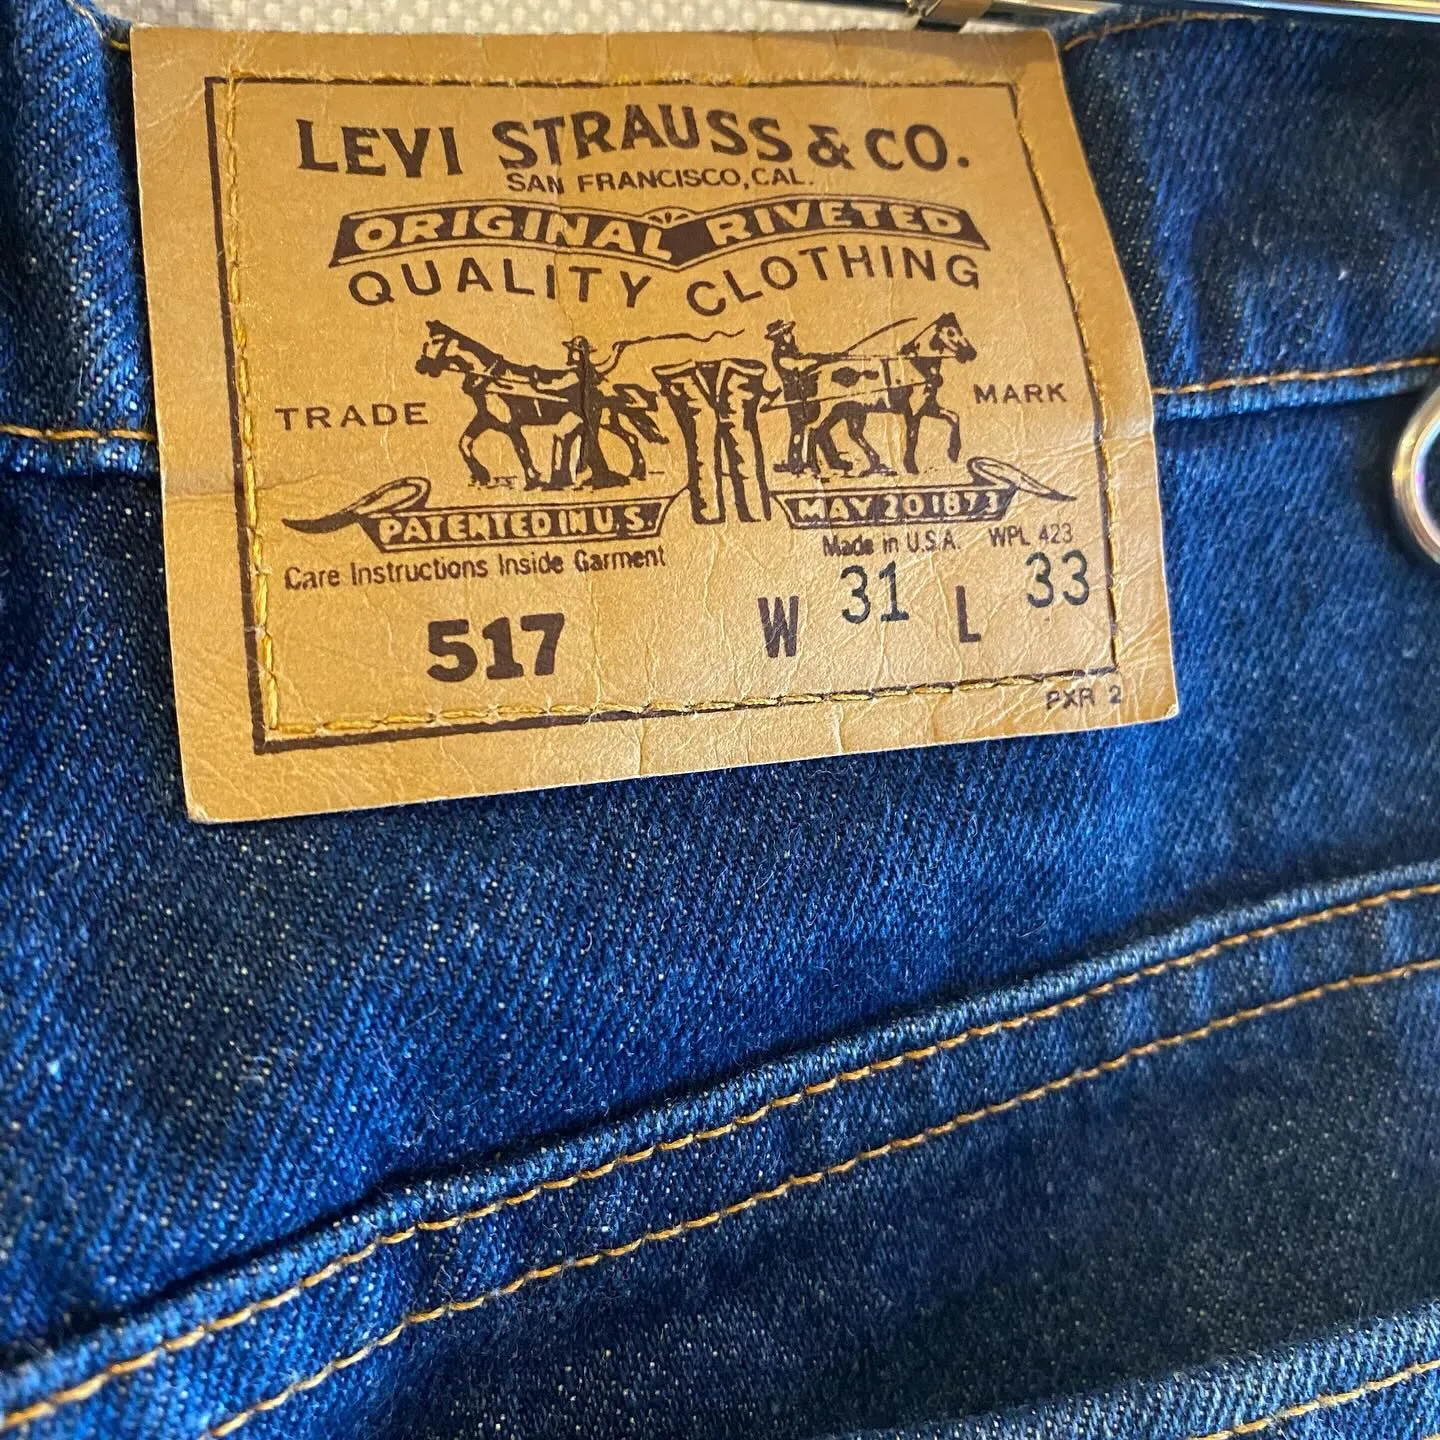 LEVI STRAUSS & CO.
SAN FRANCISCO, CAL.
ORIGINAL RIVETED
QUALITY CLOTHING
TRADE MARK
PATENTED IN U.S. MAY 20 1873
Made in U.S.A. WPL 423
Care Instructions Inside Garment
517 W 31 L 33
PXR 2